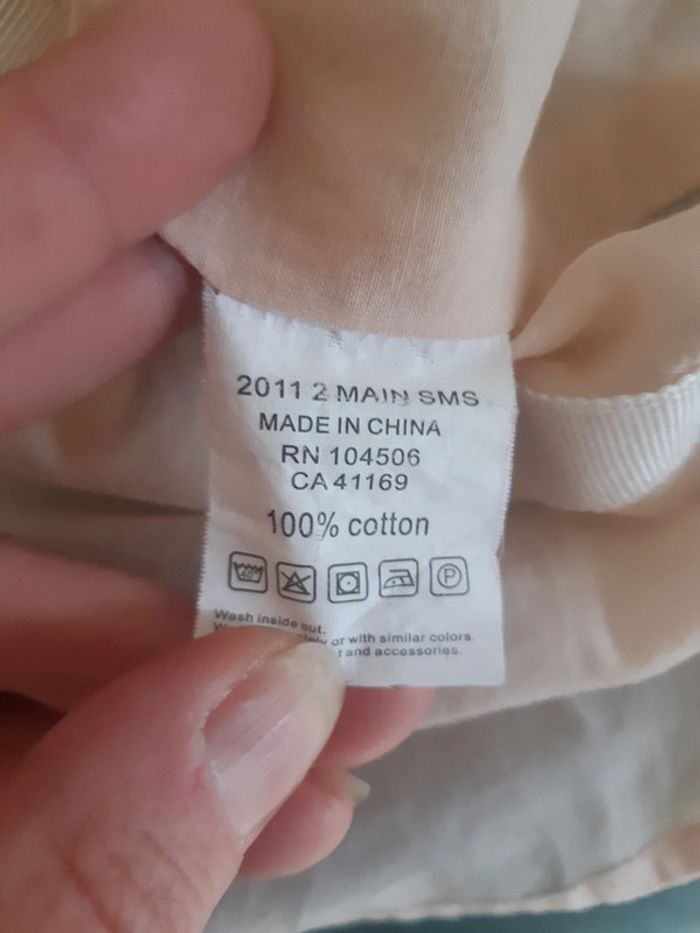 2011 2 MAIN SMS
MADE IN CHINA
RN 104506
CA 41169
100% cotton
40° P
Wash inside out.
or with similar colors.
and accessories.